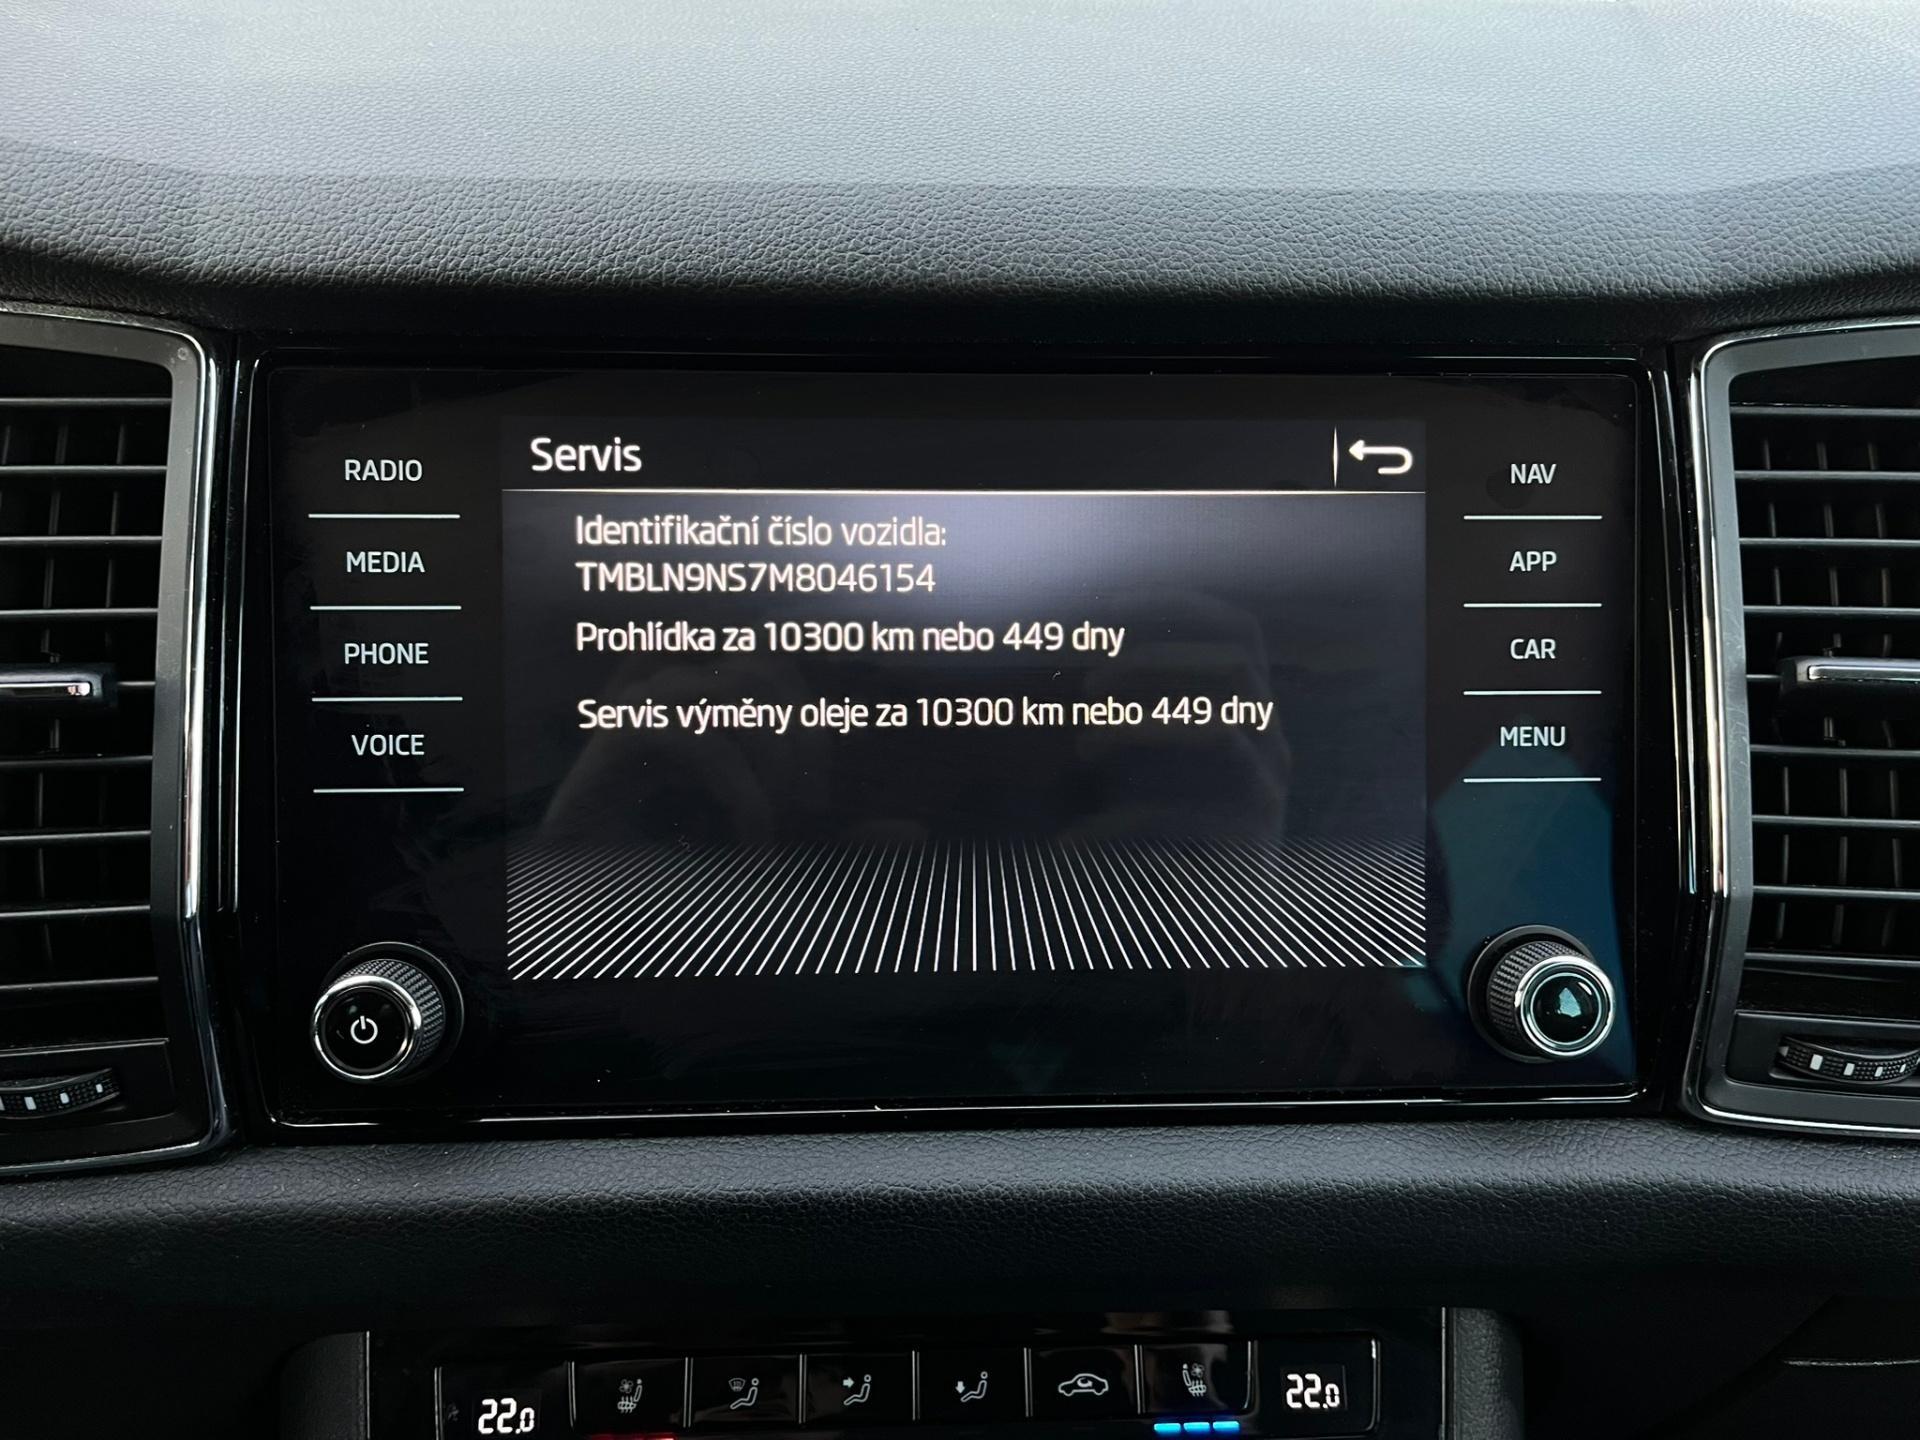 Servis
RADIO
MEDIA
PHONE
VOICE
Identifikační číslo vozidla:
TMBLN9NS7M8046154
Prohlídka za 10300 km nebo 449 dny
Servis výměny oleje za 10300 km nebo 449 dny
NAV
APP
CAR
MENU
22.0
22.0